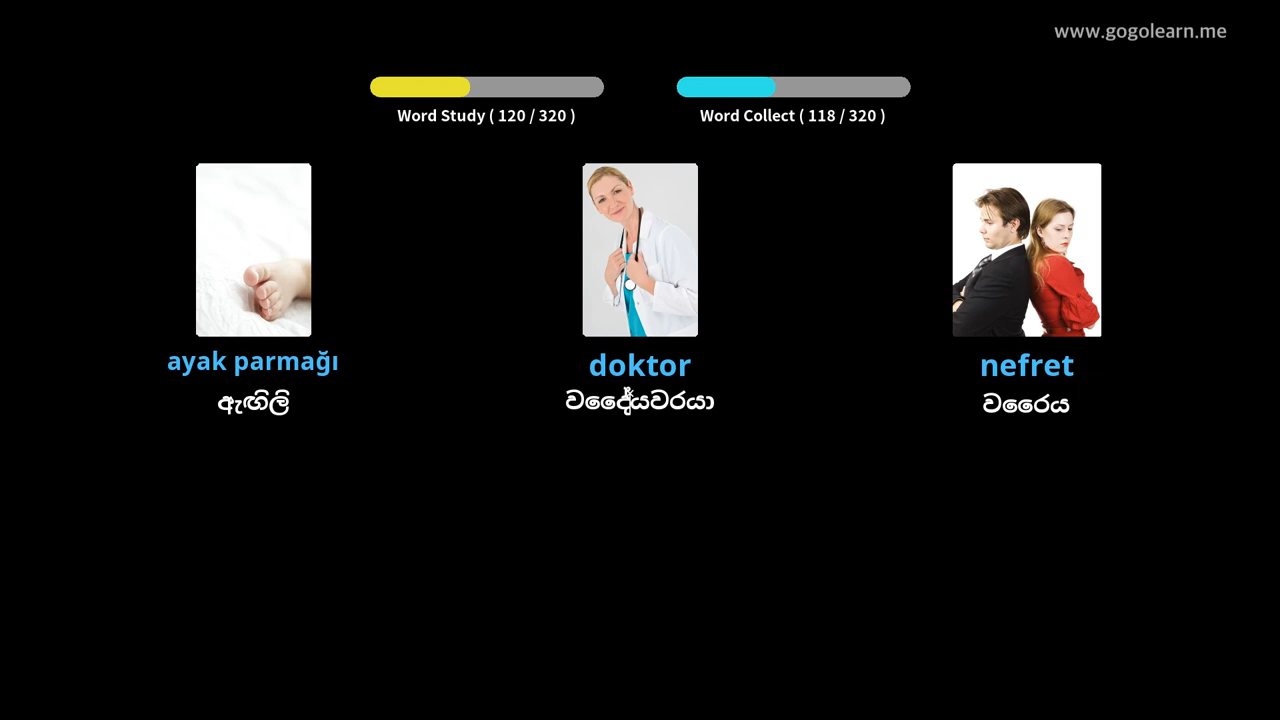 www.gogolearn.me
Word Study ( 120 / 320 )
Word Collect ( 118 / 320 )
ayak parmağı
doktor
nefret
ඇඟිලි
වෛද්‍යවරයා
වෛරය